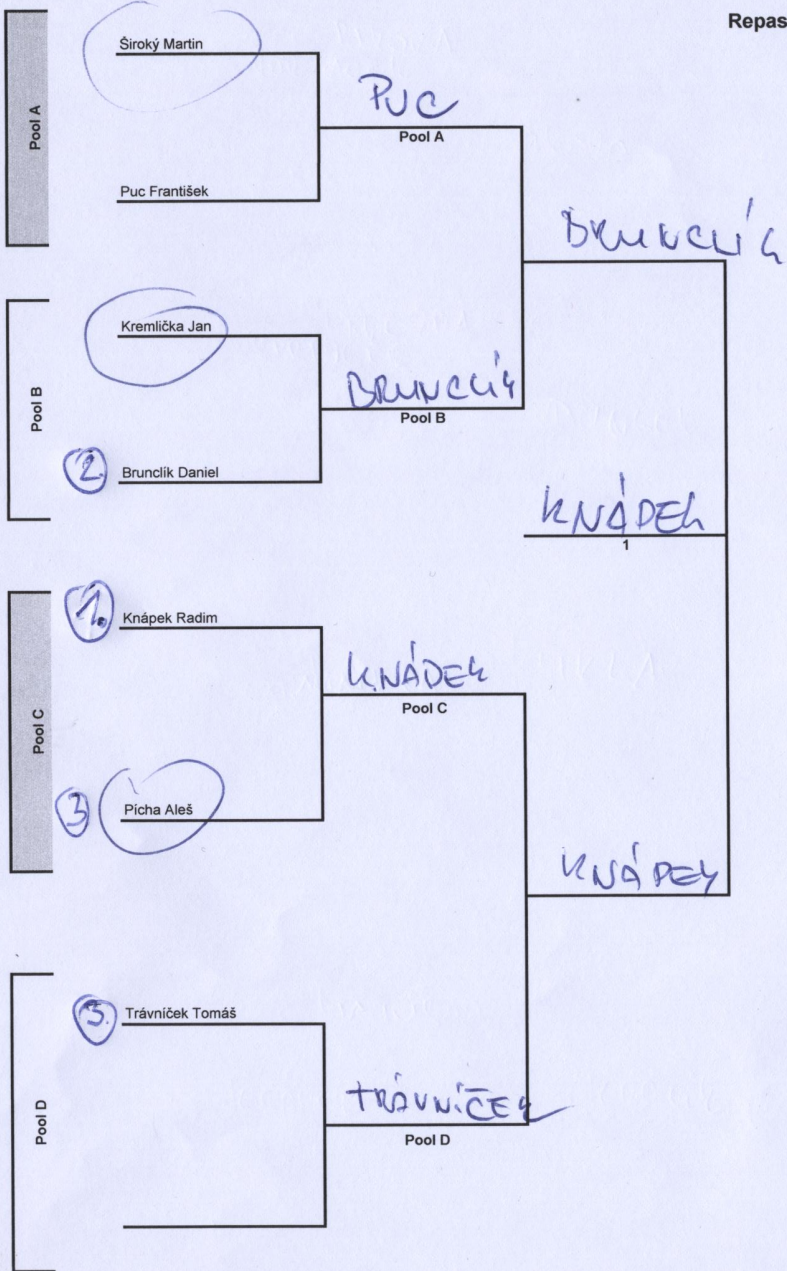 Repas
Široký Martin
PUC
Pool A
Pool A
Puc František
BRUNCLÍK
Kremlička Jan
BRUNCLÍK
Pool B
Pool B
2 Brunclík Daniel
KNÁPEK
1
1. Knápek Radim
KNÁPEK
Pool C
Pool C
3 Pícha Aleš
KNÁPEK
3. Trávníček Tomáš
TRÁVNÍČEK
Pool D
Pool D